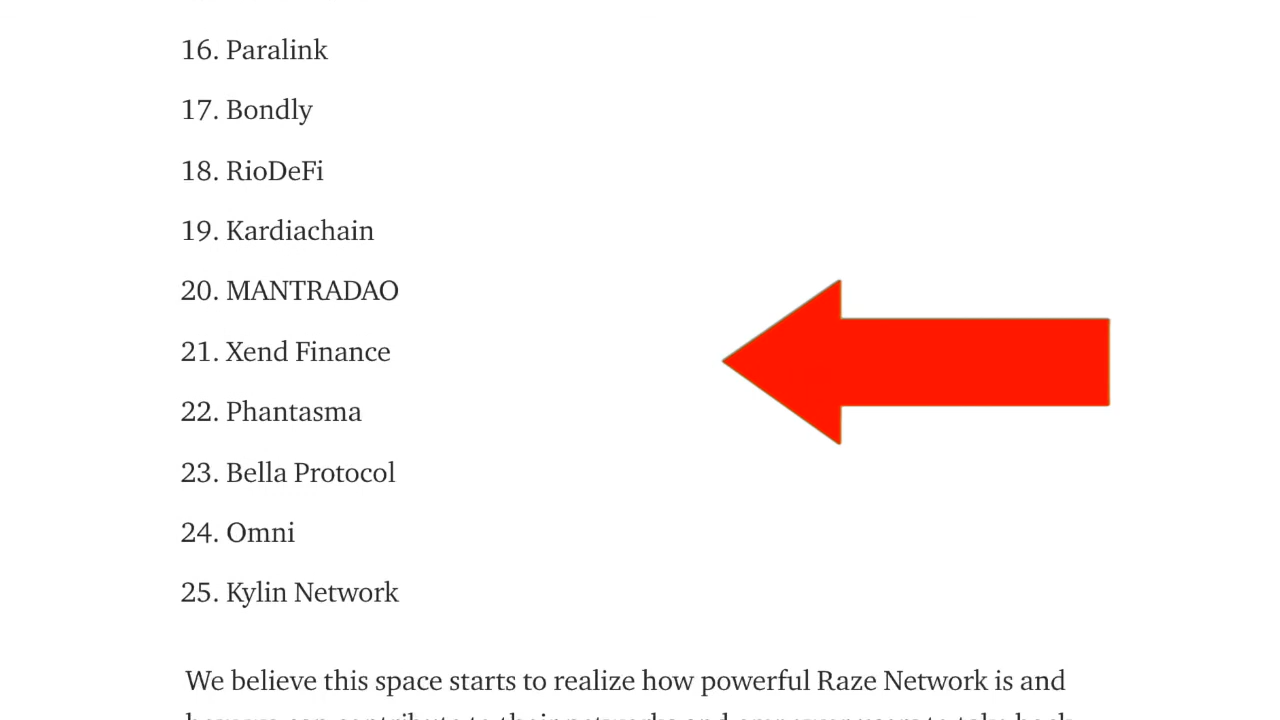 16. Paralink
17. Bondly
18. RioDeFi
19. Kardiachain
20. MANTRADAO
21. Xend Finance
22. Phantasma
23. Bella Protocol
24. Omni
25. Kylin Network
We believe this space starts to realize how powerful Raze Network is and